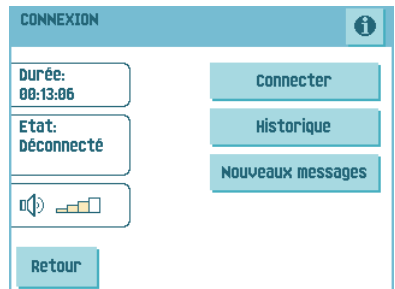 CONNEXION
Durée:
00:13:06
Etat:
Déconnecté
Connecter
Historique
Nouveaux messages
Retour